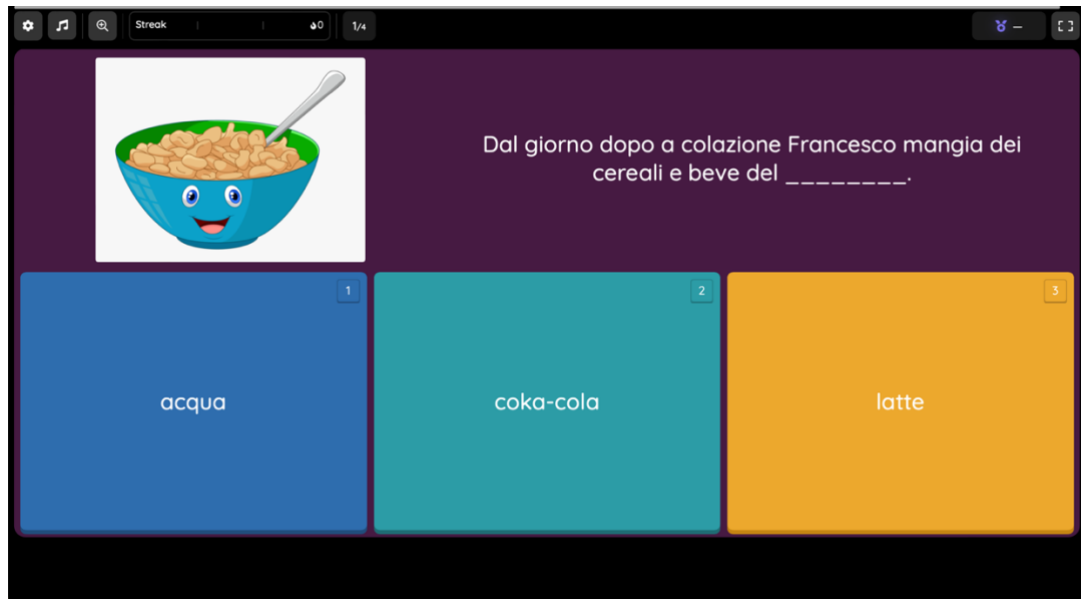 Streak
0
1/4
–
Dal giorno dopo a colazione Francesco mangia dei
cereali e beve del ________.
1
2
3
acqua
coka-cola
latte